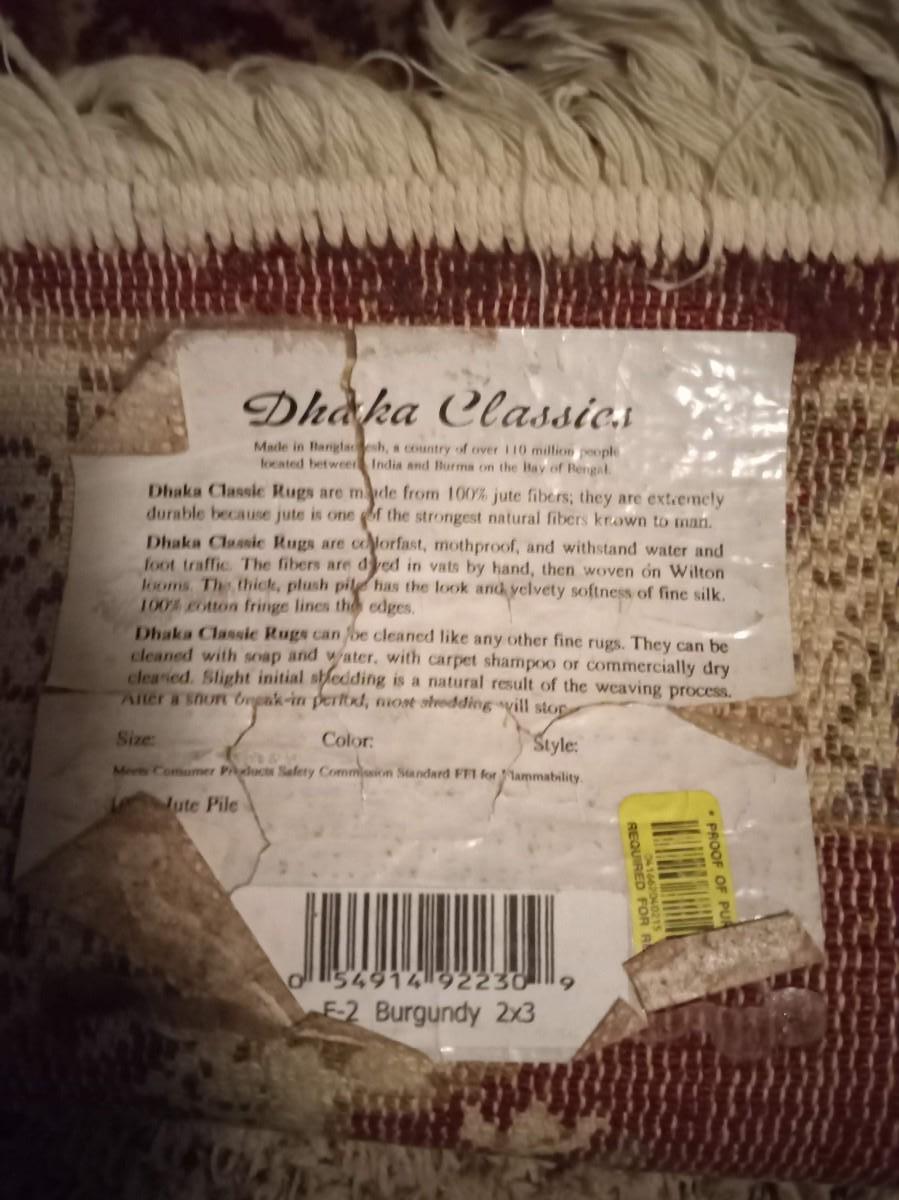 Dhaka Classics
Made in Bangladesh, a country of over 110 million people
located between India and Burma on the Bay of Bengal.
Dhaka Classic Rugs are made from 100% jute fibers; they are extremely
durable because jute is one of the strongest natural fibers known to man.
Dhaka Classic Rugs are colorfast, mothproof, and withstand water and
foot traffic. The fibers are dyed in vats by hand, then woven on Wilton
looms. The thick, plush pile has the look and velvety softness of fine silk.
100% cotton fringe lines the edges.
Dhaka Classic Rugs can be cleaned like any other fine rugs. They can be
cleaned with soap and water, with carpet shampoo or commercially dry
cleaned. Slight initial shedding is a natural result of the weaving process.
After a short break-in period, most shedding will stop
Size: Color: Style:
Meets Consumer Products Safety Commission Standard FF1 for Flammability.
Jute Pile
* PROOF OF PUR
REQUIRED FOR R
0 54914 92230 9
F-2 Burgundy 2x3